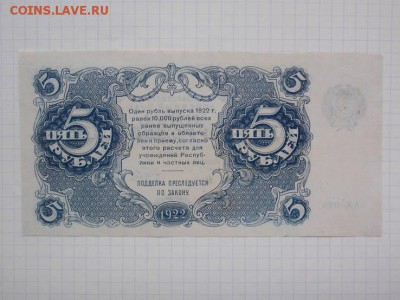 COINS.LAVE.RU
5
5
Один рубль выпуска 1922 г.
равен 10,000 рублей всех
ранее выпущенных
образцов и обязате-
лен к приему, согласно
этого расчета для
учреждений Респуб-
лики и частных лиц.
ПОДДЕЛКА ПРЕСЛЕДУЕТСЯ
ПО ЗАКОНУ.
5
ПЯТЬ
РУБЛЕЙ
5
ПЯТЬ
РУБЛЕЙ
5
1922
5